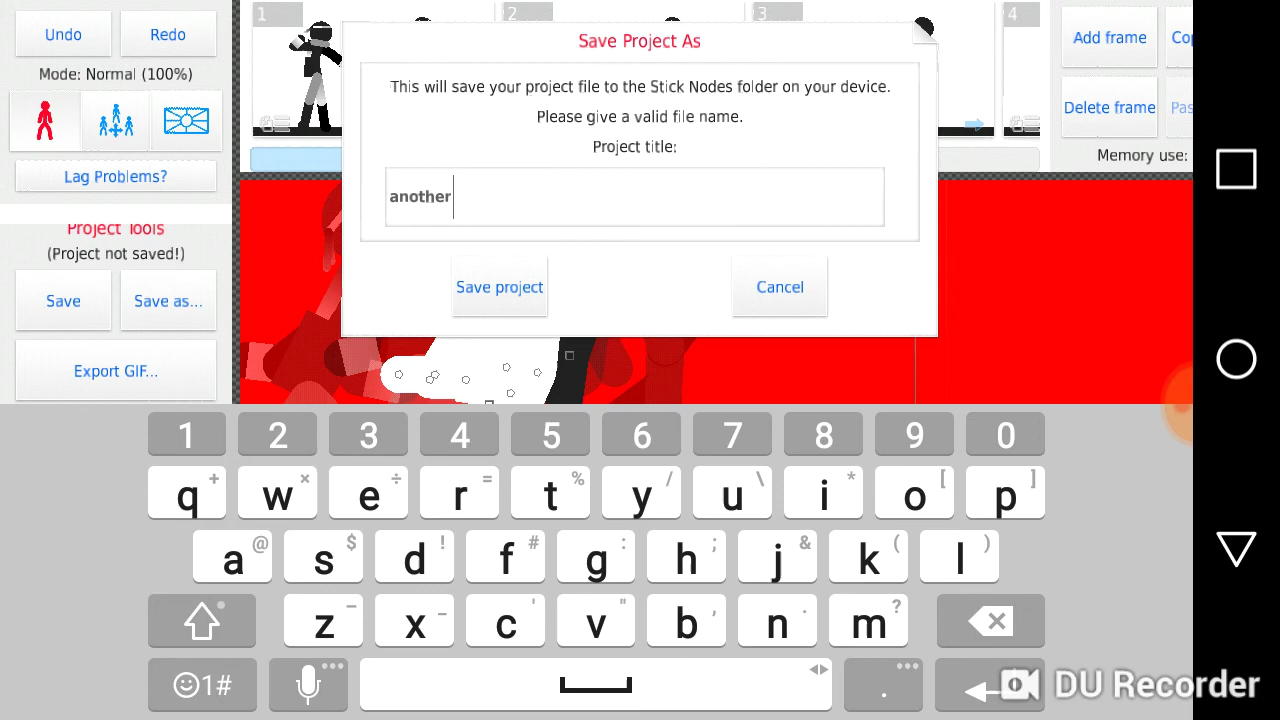 Undo
Redo
Mode: Normal (100%)
Lag Problems?
Project Tools
(Project not saved!)
Save
Save as...
Export GIF...
1
2
3
4
Add frame
Delete frame
Memory use:
Save Project As
This will save your project file to the Stick Nodes folder on your device.
Please give a valid file name.
Project title:
another
Save project
Cancel
1 2 3 4 5 6 7 8 9 0
q + w × e ÷ r = t % y / u \ i * o [ p ]
a @ s $ d ! f # g : h ; j & k ( l )
z - x _ c ' v " b , n . m ?
1# .
DU Recorder